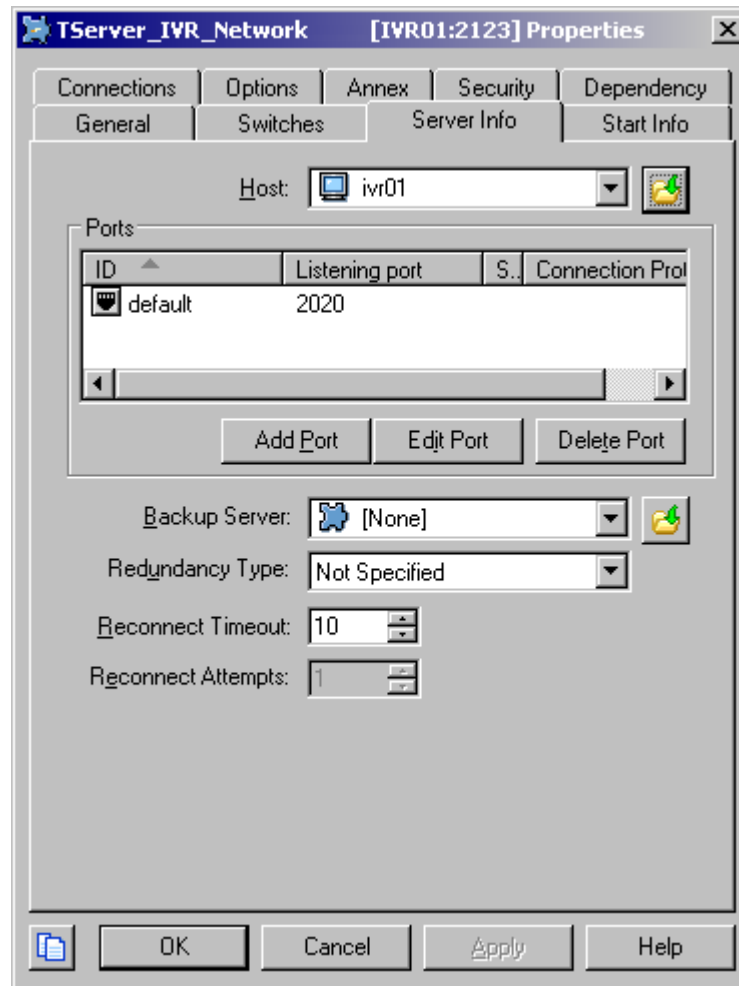 TServer_IVR_Network [IVR01:2123] Properties
Connections Options Annex Security Dependency
General Switches Server Info Start Info
Host: ivr01
Ports
ID Listening port S.. Connection Prot
default 2020
Add Port Edit Port Delete Port
Backup Server: [None]
Redundancy Type: Not Specified
Reconnect Timeout: 10
Reconnect Attempts: 1
OK Cancel Apply Help